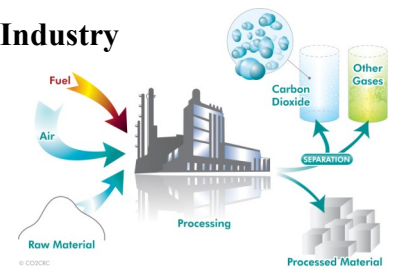 Industry
Fuel
Air
Raw Material
Processing
Carbon
Dioxide
Other
Gases
SEPARATION
Processed Material
© CO2CRC